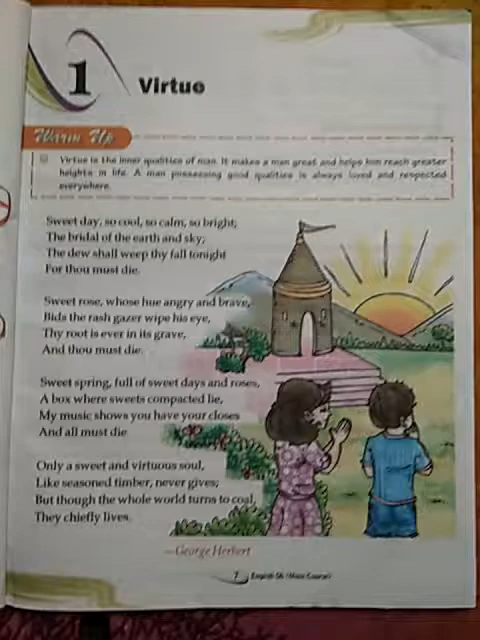 1
Virtue
Warm Up
Virtue is the inner qualities of man. It makes a man great and helps him reach greater
heights in life. A man possessing good qualities is always loved and respected
everywhere.
Sweet day, so cool, so calm, so bright;
The bridal of the earth and sky;
The dew shall weep thy fall tonight
For thou must die.
Sweet rose, whose hue angry and brave,
Bids the rash gazer wipe his eye,
Thy root is ever in its grave,
And thou must die.
Sweet spring, full of sweet days and roses,
A box where sweets compacted lie,
My music shows you have your closes
And all must die
Only a sweet and virtuous soul,
Like seasoned timber, never gives;
But though the whole world turns to coal,
They chiefly lives.
—George Herbert
7 English-5A (Main Course)